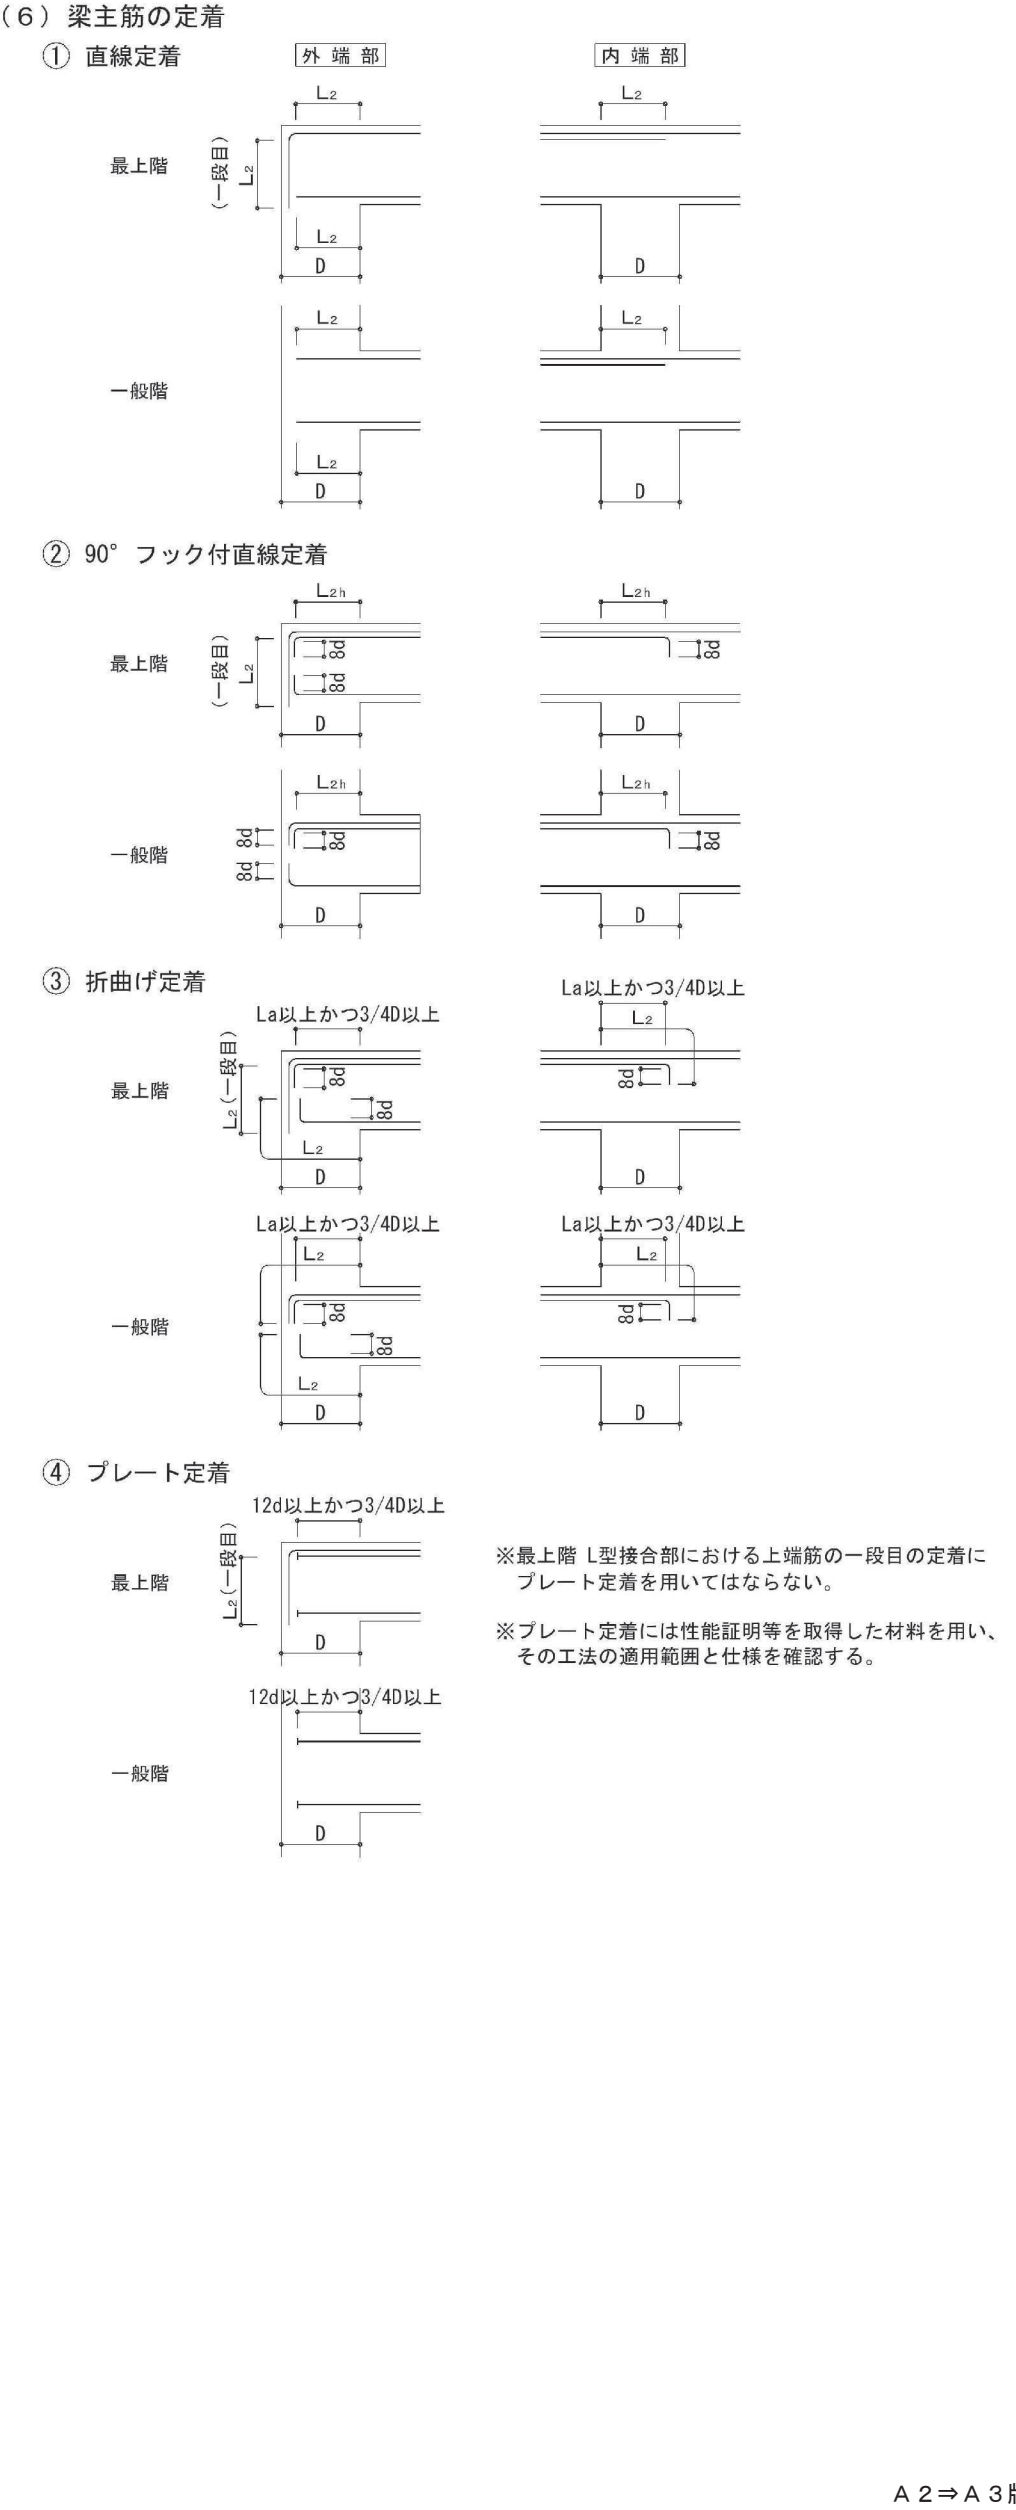 (6) 梁主筋の定着
① 直線定着
外端部
内端部
L2
L2
最上階
(一段目)
L2
L2
D
D
L2
L2
一般階
L2
D
D
② 90°フック付直線定着
L2h
L2h
最上階
(一段目)
L2
8d
8d
8d
D
D
L2h
L2h
一般階
8d
8d
8d
8d
D
D
③ 折曲げ定着
La以上かつ3/4D以上
La以上かつ3/4D以上
L2
最上階
L2(一段目)
8d
8d
8d
L2
D
D
La以上かつ3/4D以上
La以上かつ3/4D以上
L2
L2
一般階
8d
8d
8d
L2
D
D
④ プレート定着
12d以上かつ3/4D以上
最上階
L2(一段目)
D
※最上階 L型接合部における上端筋の一段目の定着に
プレート定着を用いてはならない。
※プレート定着には性能証明等を取得した材料を用い、
その工法の適用範囲と仕様を確認する。
12d以上かつ3/4D以上
一般階
D
A2⇒A3